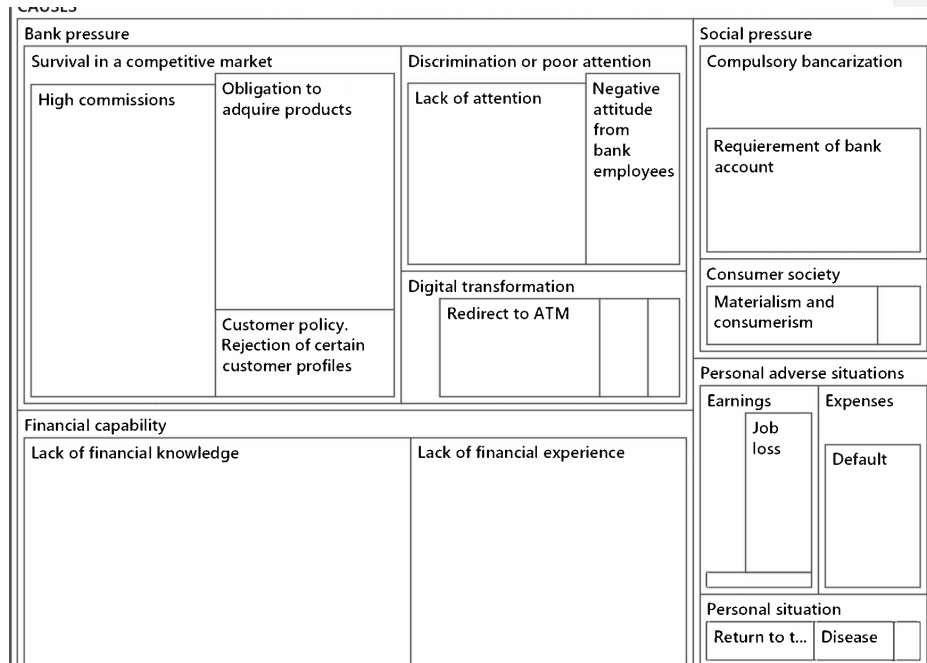 CAUSES
Bank pressure
Survival in a competitive market
High commissions
Obligation to
adquire products
Customer policy.
Rejection of certain
customer profiles
Discrimination or poor attention
Lack of attention
Negative
attitude
from
bank
employees
Digital transformation
Redirect to ATM
Financial capability
Lack of financial knowledge
Lack of financial experience
Social pressure
Compulsory bancarization
Requierement of bank
account
Consumer society
Materialism and
consumerism
Personal adverse situations
Earnings
Job
loss
Expenses
Default
Personal situation
Return to t...
Disease